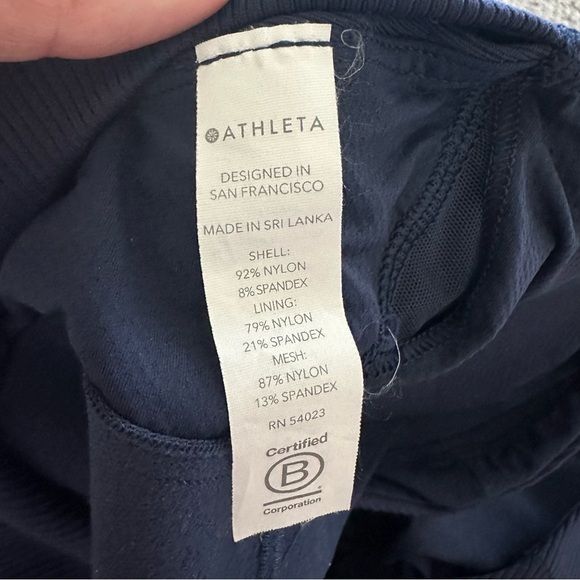 ATHLETA
DESIGNED IN
SAN FRANCISCO
MADE IN SRI LANKA
SHELL:
92% NYLON
8% SPANDEX
LINING:
79% NYLON
21% SPANDEX
MESH:
87% NYLON
13% SPANDEX
RN 54023
Certified
B
Corporation